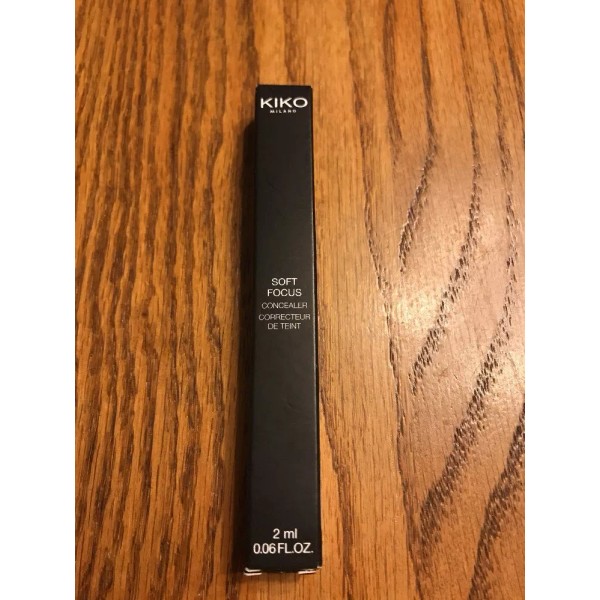 KIKO
MILANO
SOFT
FOCUS
CONCEALER
CORRECTEUR
DE TEINT
2 ml
0.06 FL.OZ.